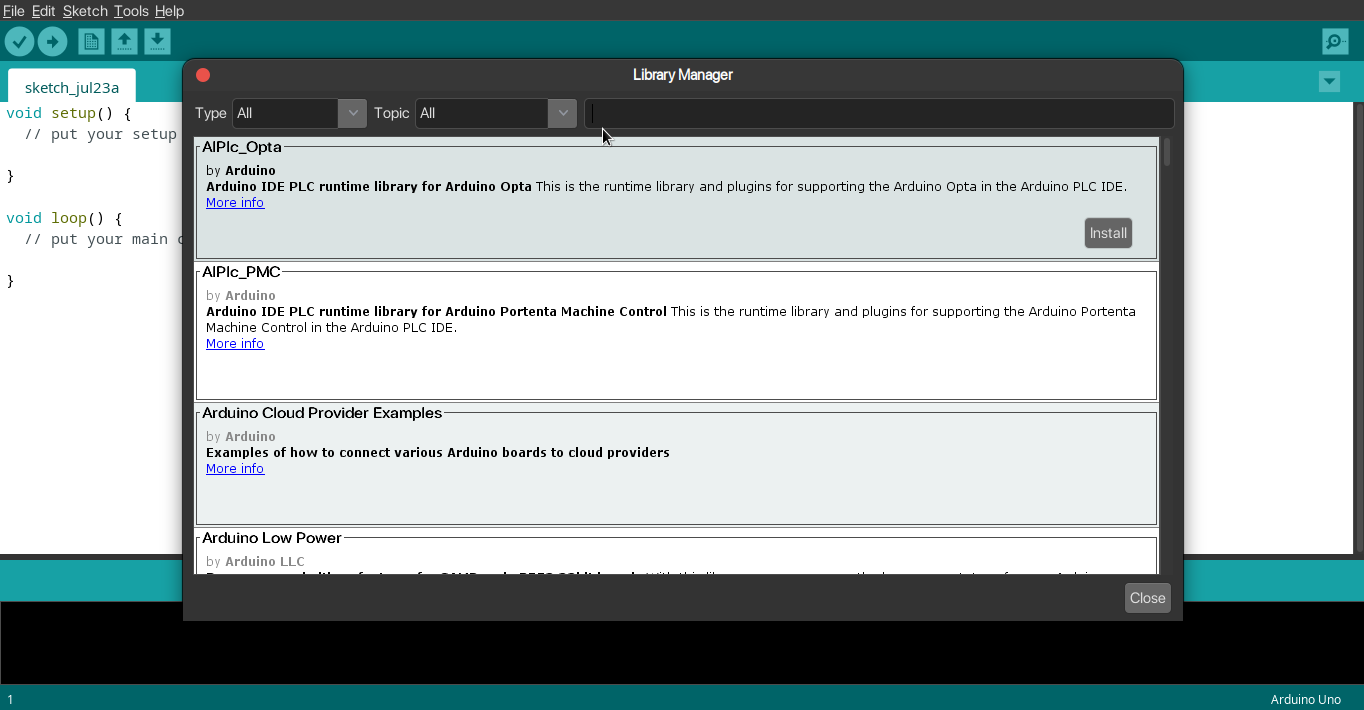 File Edit Sketch Tools Help
Library Manager
sketch_jul23a
Type All Topic All
void setup() {
// put your setup
}
void loop() {
// put your main
}
AIPlc_Opta
by Arduino
Arduino IDE PLC runtime library for Arduino Opta This is the runtime library and plugins for supporting the Arduino Opta in the Arduino PLC IDE.
More info
Install
AIPlc_PMC
by Arduino
Arduino IDE PLC runtime library for Arduino Portenta Machine Control This is the runtime library and plugins for supporting the Arduino Portenta
Machine Control in the Arduino PLC IDE.
More info
Arduino Cloud Provider Examples
by Arduino
Examples of how to connect various Arduino boards to cloud providers
More info
Arduino Low Power
by Arduino LLC
Close
1
Arduino Uno